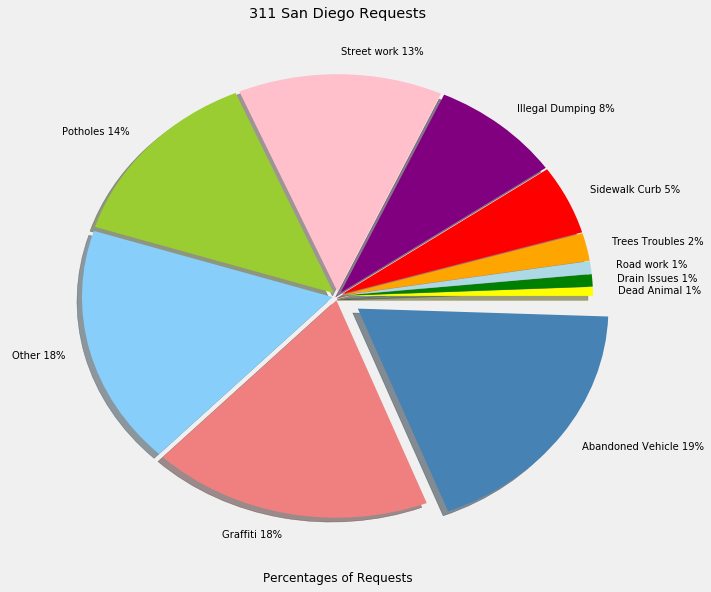 311 San Diego Requests
Street work 13%
Illegal Dumping 8%
Potholes 14%
Sidewalk Curb 5%
Trees Troubles 2%
Road work 1%
Drain Issues 1%
Dead Animal 1%
Other 18%
Abandoned Vehicle 19%
Graffiti 18%
Percentages of Requests